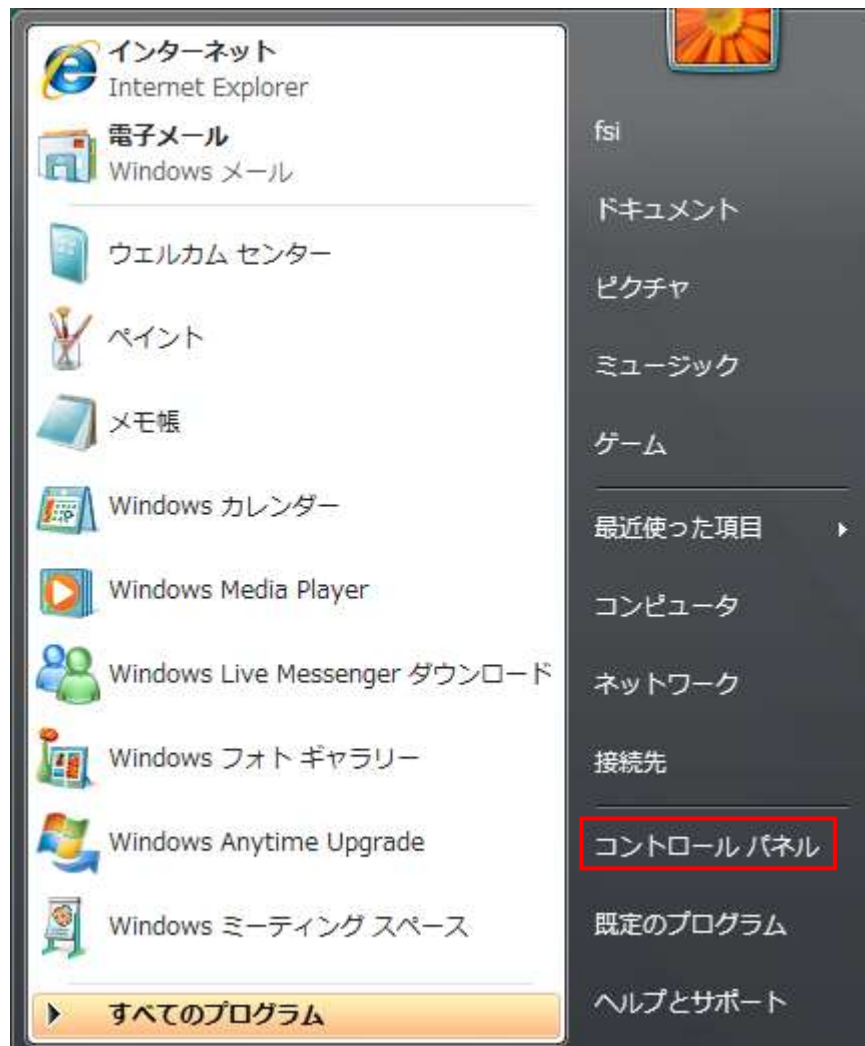 インターネット
Internet Explorer
電子メール
Windows メール
ウェルカム センター
ペイント
メモ帳
Windows カレンダー
Windows Media Player
Windows Live Messenger ダウンロード
Windows フォト ギャラリー
Windows Anytime Upgrade
Windows ミーティング スペース
すべてのプログラム
fsi
ドキュメント
ピクチャ
ミュージック
ゲーム
最近使った項目
コンピュータ
ネットワーク
接続先
コントロール パネル
既定のプログラム
ヘルプとサポート